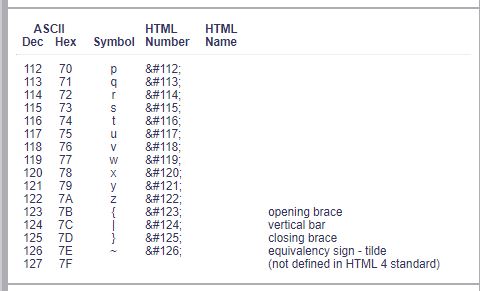 ASCII HTML HTML
Dec Hex Symbol Number Name
112 70 p &#112;
113 71 q &#113;
114 72 r &#114;
115 73 s &#115;
116 74 t &#116;
117 75 u &#117;
118 76 v &#118;
119 77 w &#119;
120 78 x &#120;
121 79 y &#121;
122 7A z &#122;
123 7B { &#123; opening brace
124 7C | &#124; vertical bar
125 7D } &#125; closing brace
126 7E ~ &#126; equivalency sign - tilde
127 7F (not defined in HTML 4 standard)